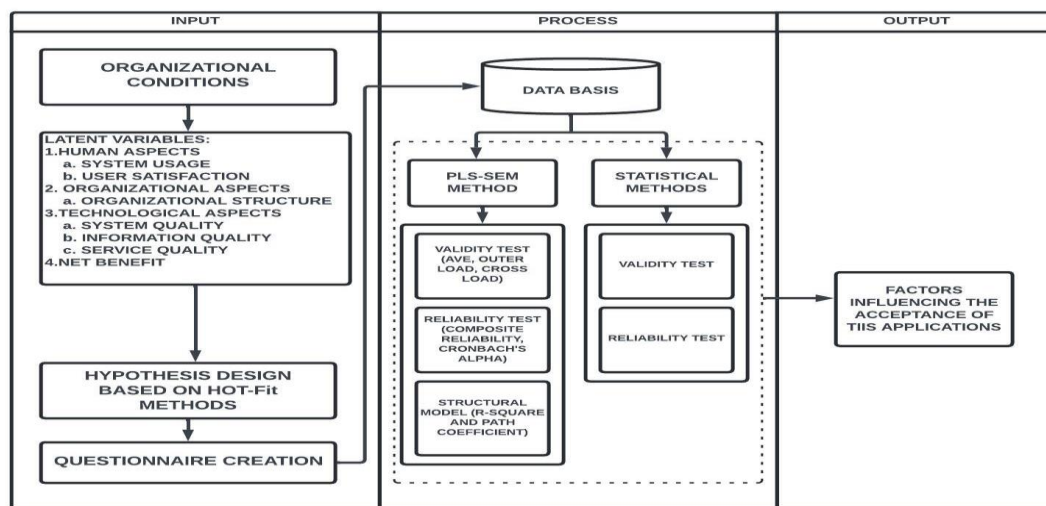 INPUT
PROCESS
OUTPUT
ORGANIZATIONAL
CONDITIONS
LATENT VARIABLES:
1.HUMAN ASPECTS
a. SYSTEM USAGE
b. USER SATISFACTION
2. ORGANIZATIONAL ASPECTS
a. ORGANIZATIONAL STRUCTURE
3.TECHNOLOGICAL ASPECTS
a. SYSTEM QUALITY
b. INFORMATION QUALITY
c. SERVICE QUALITY
4.NET BENEFIT
HYPOTHESIS DESIGN
BASED ON HOT-Fit
METHODS
QUESTIONNAIRE CREATION
DATA BASIS
PLS-SEM
METHOD
VALIDITY TEST
(AVE, OUTER
LOAD, CROSS
LOAD)
RELIABILITY TEST
(COMPOSITE
RELIABILITY,
CRONBACH'S
ALPHA)
STRUCTURAL
MODEL (R-SQUARE
AND PATH
COEFFICIENT)
STATISTICAL
METHODS
VALIDITY TEST
RELIABILITY TEST
FACTORS
INFLUENCING THE
ACCEPTANCE OF
TIIS APPLICATIONS